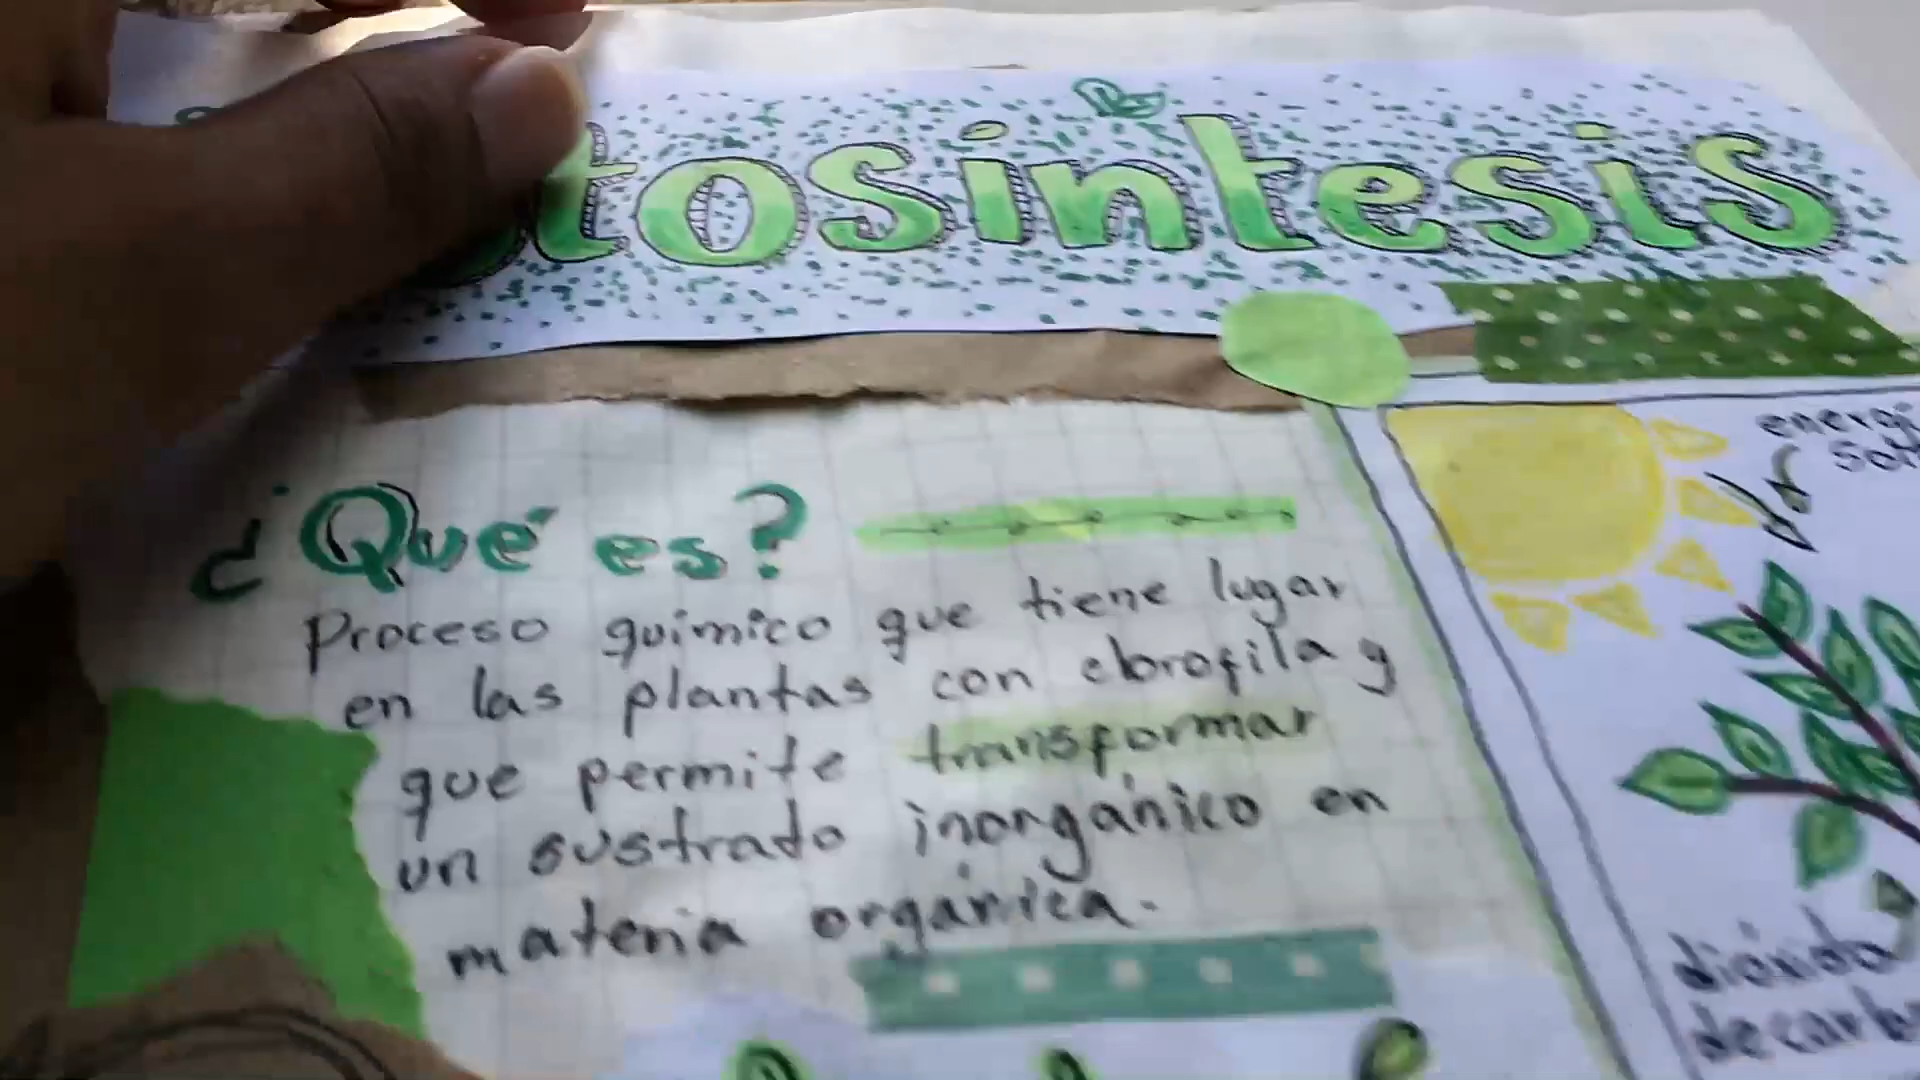 tosíntesis
¿Qué es?
Proceso químico que tiene lugar
en las plantas con clorofila y
que permite transformar
un sustrato inorgánico en
materia orgánica.
energí
dióxido
de carb